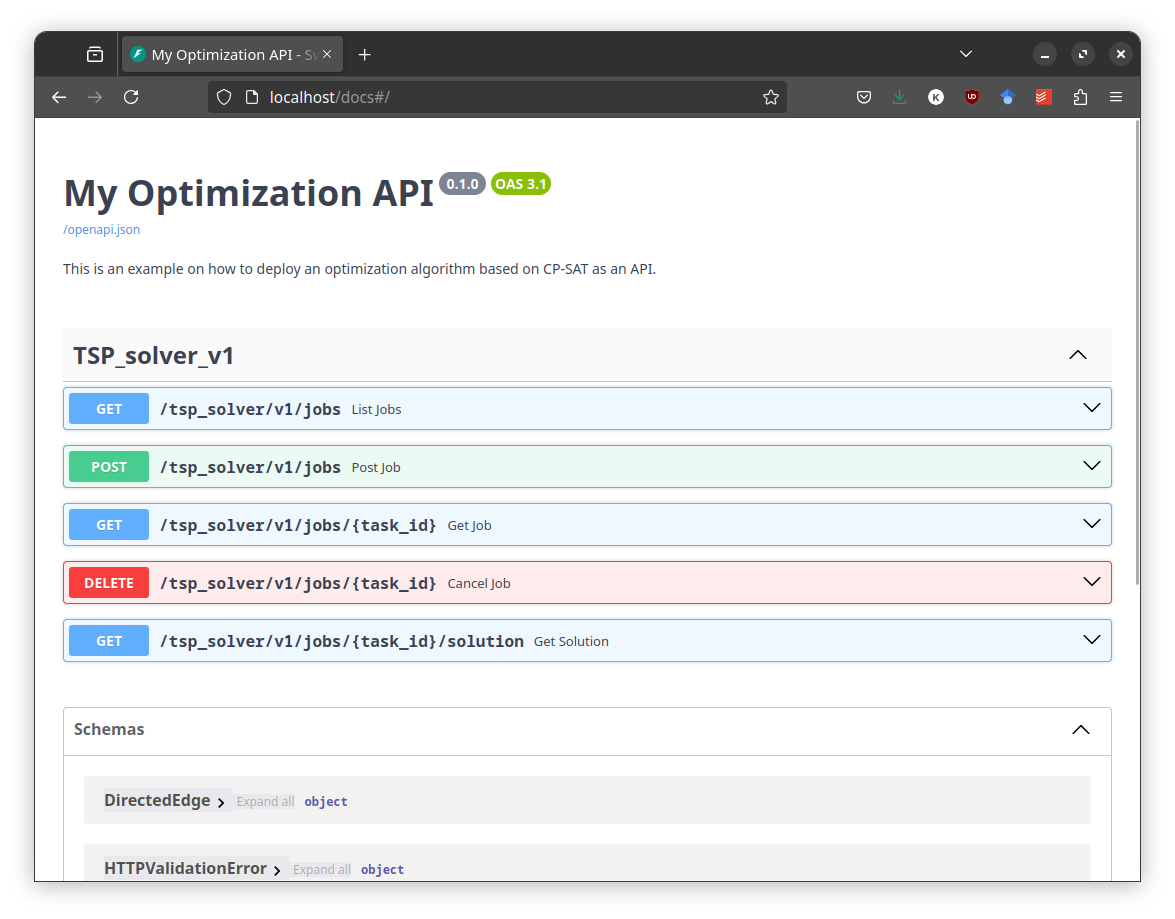 My Optimization API - Sw
localhost/docs#/
K
UD
My Optimization API 0.1.0 OAS 3.1
/openapi.json
This is an example on how to deploy an optimization algorithm based on CP-SAT as an API.
TSP_solver_v1
GET /tsp_solver/v1/jobs List Jobs
POST /tsp_solver/v1/jobs Post Job
GET /tsp_solver/v1/jobs/{task_id} Get Job
DELETE /tsp_solver/v1/jobs/{task_id} Cancel Job
GET /tsp_solver/v1/jobs/{task_id}/solution Get Solution
Schemas
DirectedEdge Expand all object
HTTPValidationError Expand all object